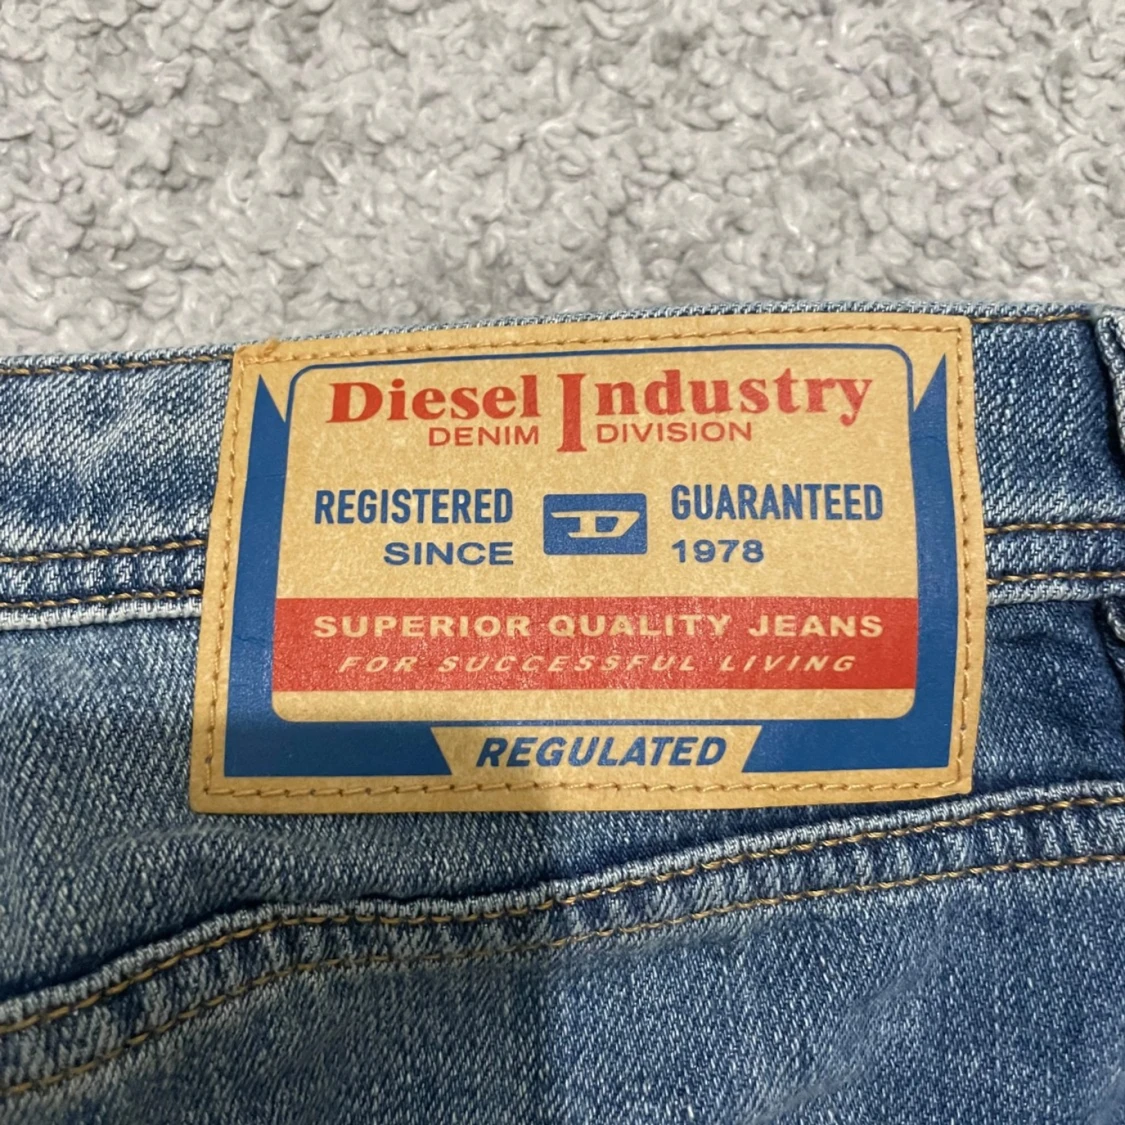 Diesel Industry
DENIM DIVISION
REGISTERED D GUARANTEED
SINCE 1978
SUPERIOR QUALITY JEANS
FOR SUCCESSFUL LIVING
REGULATED